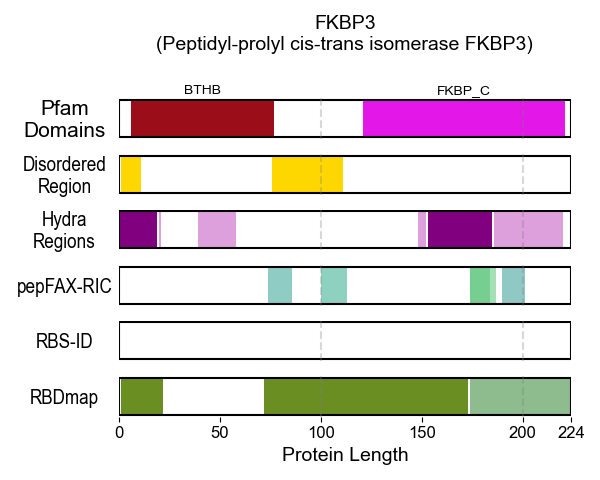 FKBP3
(Peptidyl-prolyl cis-trans isomerase FKBP3)
BTHB FKBP_C
Pfam
Domains
Disordered
Region
Hydra
Regions
pepFAX-RIC
RBS-ID
RBDmap
0 50 100 150 200 224
Protein Length